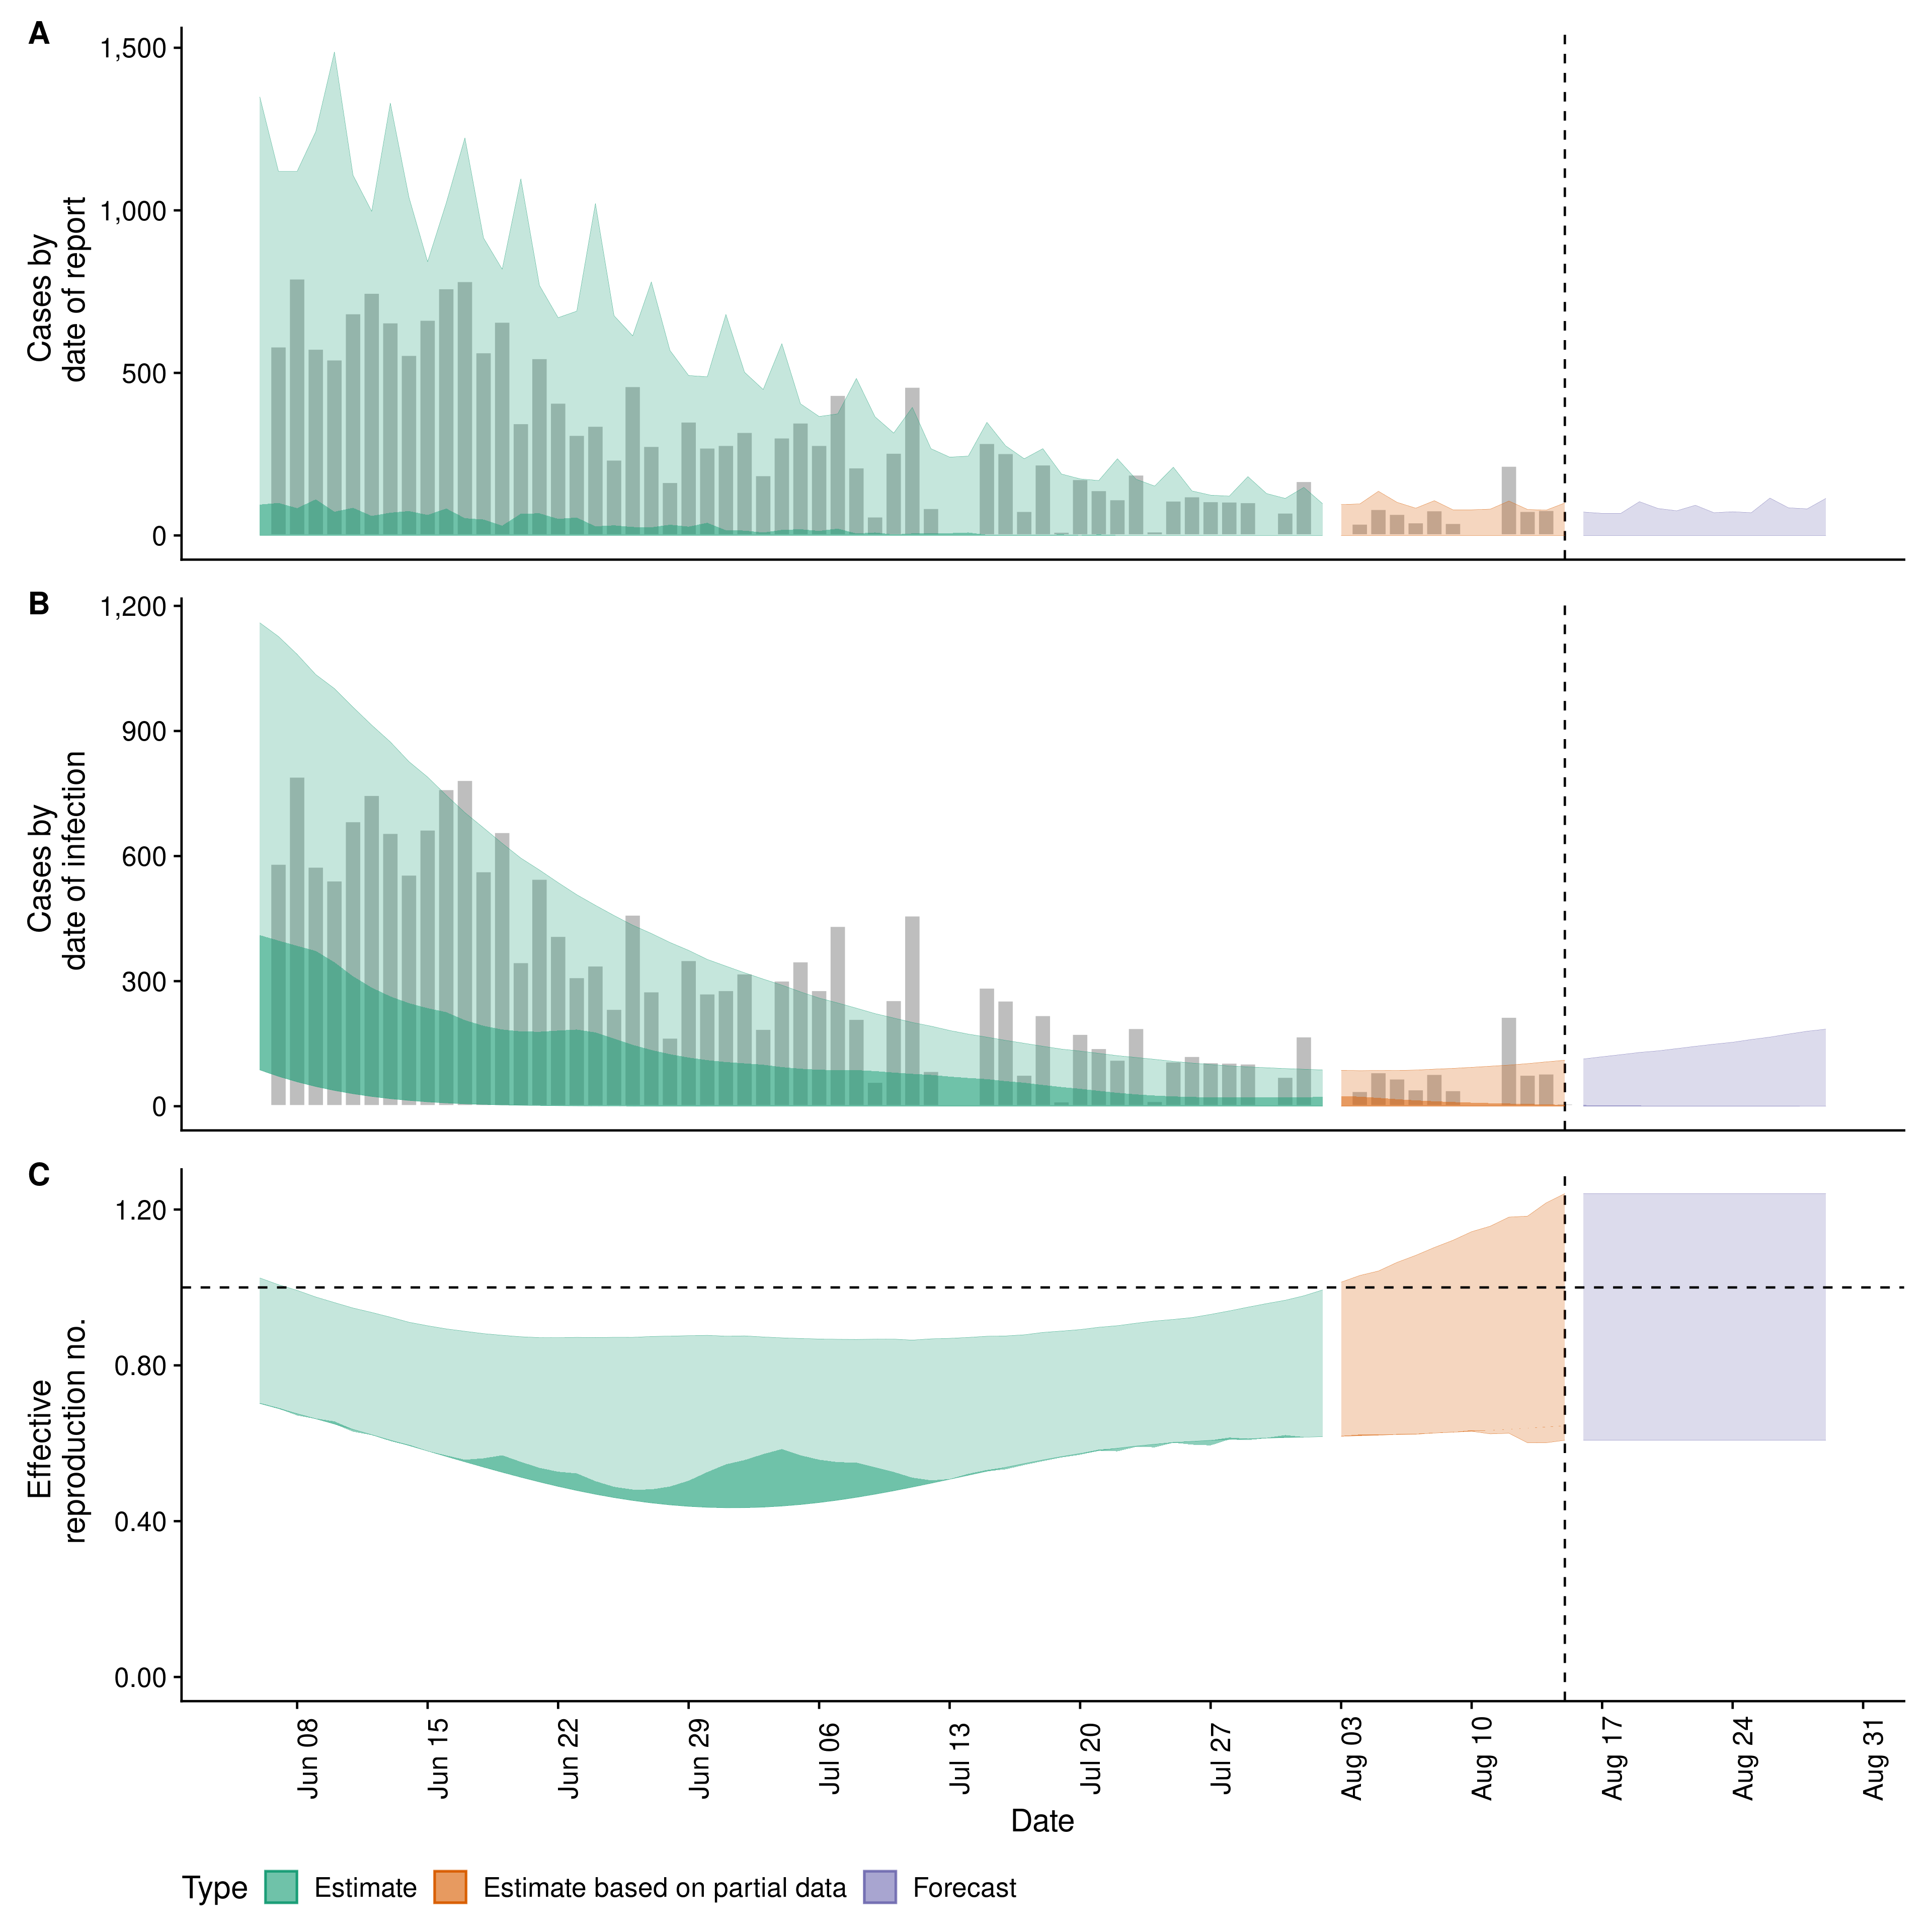 A
Cases by
date of report
1,500
1,000
500
0
B
Cases by
date of infection
1,200
900
600
300
0
C
Effective
reproduction no.
1.20
0.80
0.40
0.00
Jun 08
Jun 15
Jun 22
Jun 29
Jul 06
Jul 13
Jul 20
Jul 27
Aug 03
Aug 10
Aug 17
Aug 24
Aug 31
Date
Type Estimate Estimate based on partial data Forecast